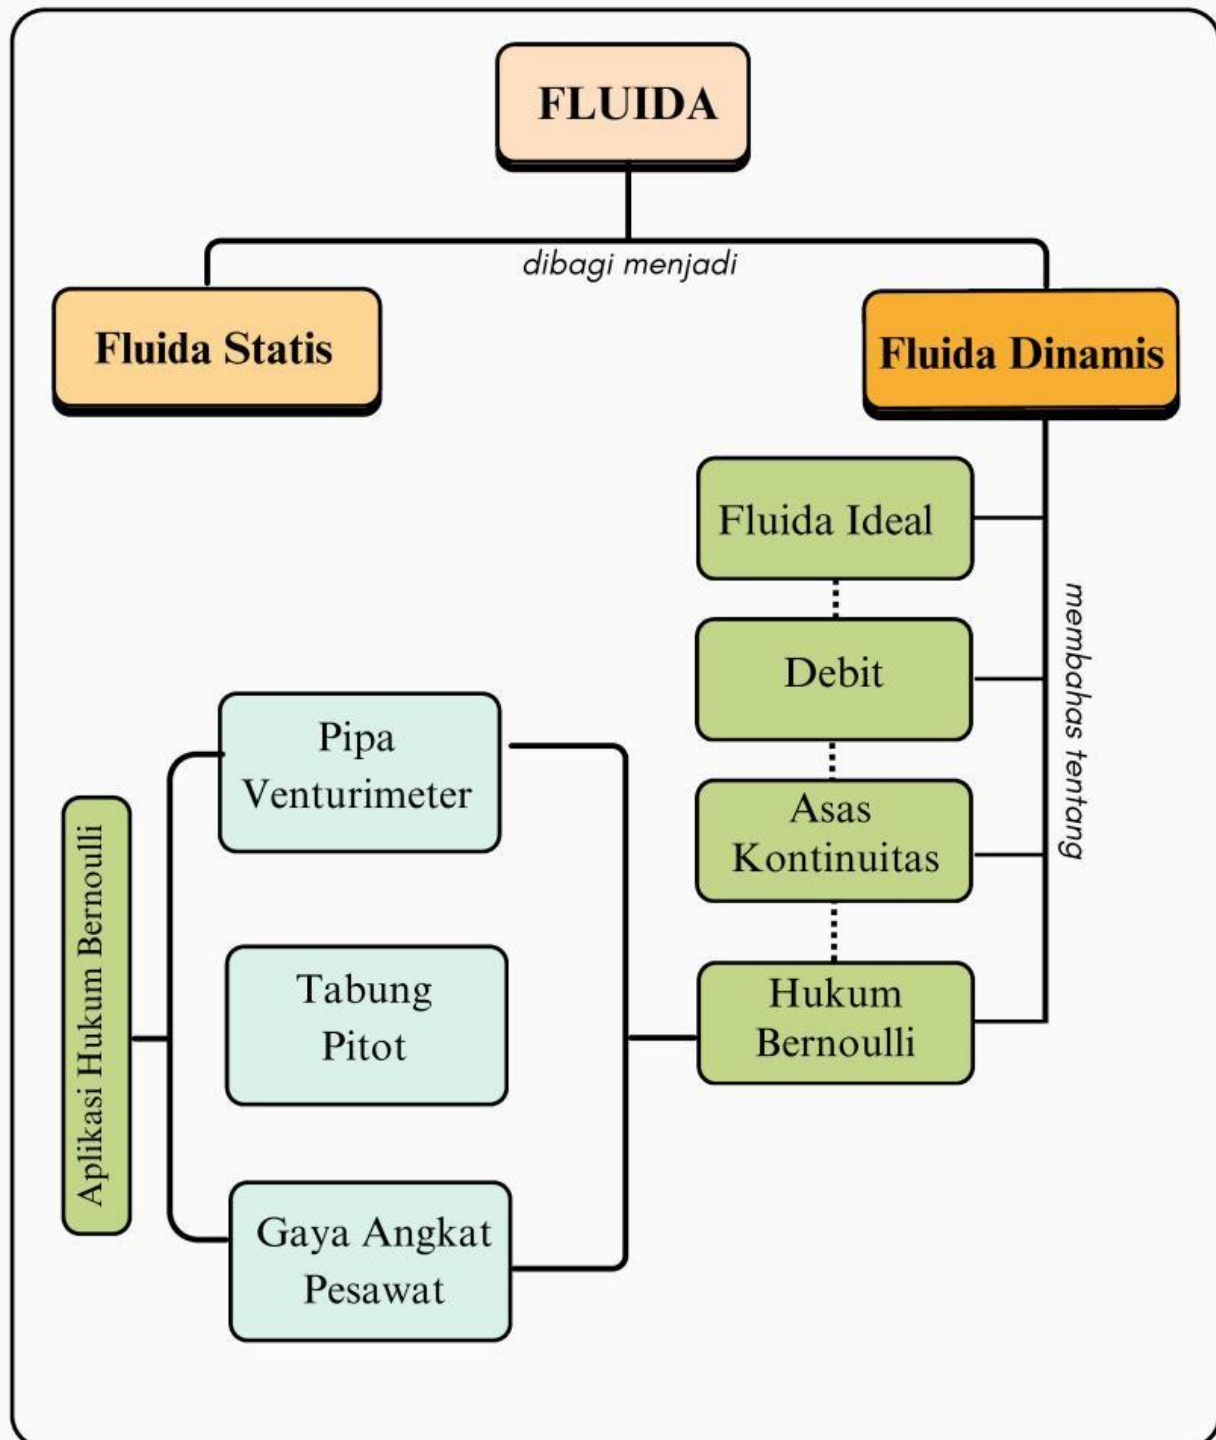 FLUIDA
dibagi menjadi
Fluida Statis
Fluida Dinamis
membahas tentang
Fluida Ideal
Debit
Asas
Kontinuitas
Hukum
Bernoulli
Pipa
Venturimeter
Tabung
Pitot
Gaya Angkat
Pesawat
Aplikasi Hukum Bernoulli